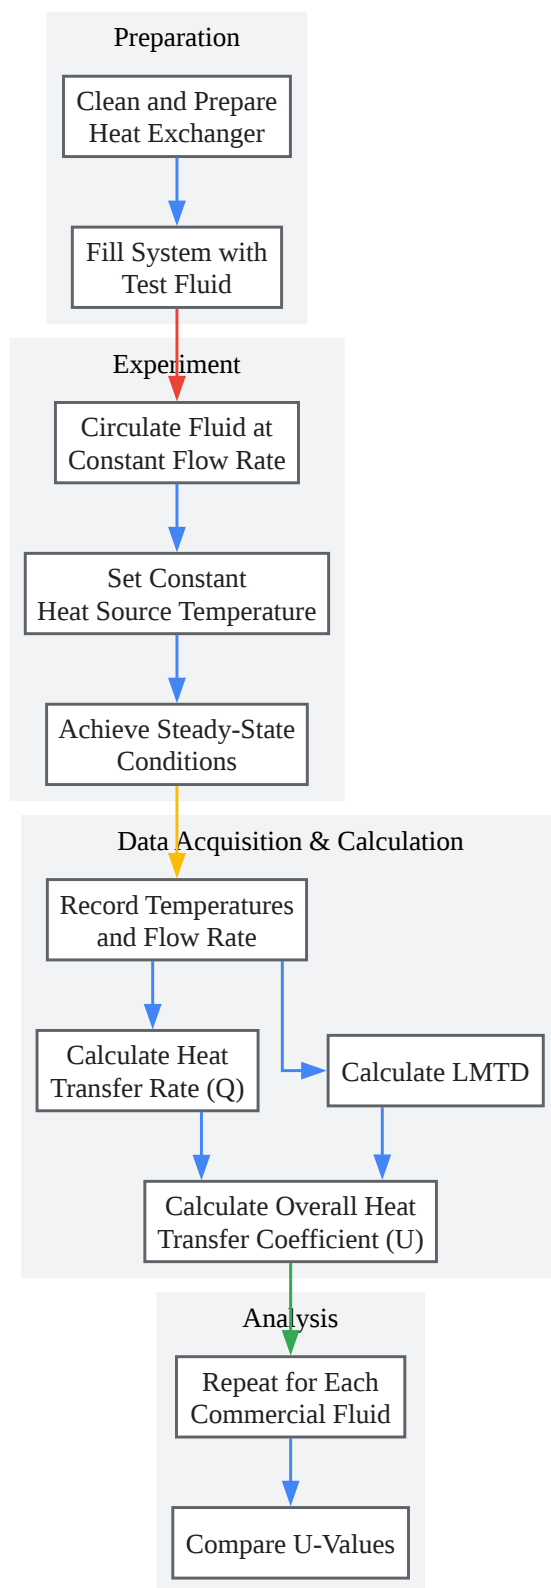 Preparation
Clean and Prepare
Heat Exchanger
Fill System with
Test Fluid
Experiment
Circulate Fluid at
Constant Flow Rate
Set Constant
Heat Source Temperature
Achieve Steady-State
Conditions
Data Acquisition & Calculation
Record Temperatures
and Flow Rate
Calculate Heat
Transfer Rate (Q)
Calculate LMTD
Calculate Overall Heat
Transfer Coefficient (U)
Analysis
Repeat for Each
Commercial Fluid
Compare U-Values